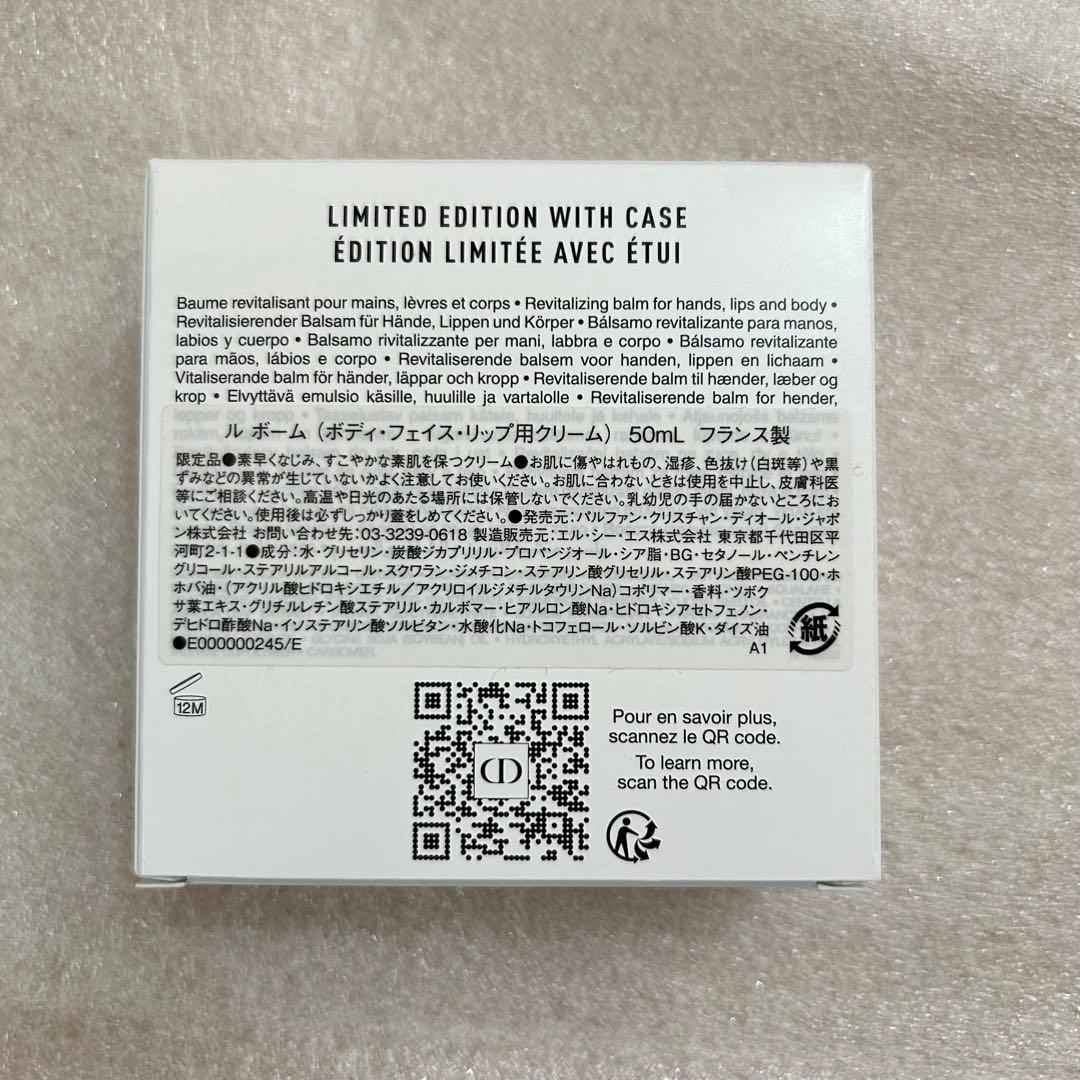 LIMITED EDITION WITH CASE
ÉDITION LIMITÉE AVEC ÉTUI
Baume revitalisant pour mains, lèvres et corps • Revitalizing balm for hands, lips and body •
Revitalisierender Balsam für Hände, Lippen und Körper • Bálsamo revitalizante para manos,
labios y cuerpo • Balsamo rivitalizzante per mani, labbra e corpo • Bálsamo revitalizante
para mãos, lábios e corpo • Revitaliserende balsem voor handen, lippen en lichaam •
Vitaliserande balm för händer, läppar och kropp • Revitaliserende balm til hænder, læber og
krop • Elvyttävä emulsio käsille, huulille ja vartalolle • Revitaliserende balm for hender,
lepper og kropp • Taaselustav palsam kätele, huultele ja kehale • Atjaunojošs balzams
ル ボーム（ボディ・フェイス・リップ用クリーム） 50mL フランス製
限定品●素早くなじみ、すこやかな素肌を保つクリーム●お肌に傷やはれもの、湿疹、色抜け(白斑等)や黒
ずみなどの異常が生じていないかよく注意してお使いください。お肌に合わないときは使用を中止し、皮膚科医
等にご相談ください。高温や日光のあたる場所には保管しないでください。乳幼児の手の届かないところにお
いてください。使用後は必ずしっかり蓋をしめてください。●発売元：パルファン・クリスチャン・ディオール・ジャポ
ン株式会社 お問い合わせ先：03-3239-0618 製造販売元：エル・シー・エス株式会社 東京都千代田区平
河町2-1-1●成分：水・グリセリン・炭酸ジカプリリル・プロパンジオール・シア脂・BG・セタノール・ペンチレン
グリコール・ステアリルアルコール・スクワラン・ジメチコン・ステアリン酸グリセリル・ステアリン酸PEG-100・ホ
ホバ油・（アクリル酸ヒドロキシエチル／アクリロイルジメチルタウリンNa）コポリマー・香料・ツボク
サ葉エキス・グリチルレチン酸ステアリル・カルボマー・ヒアルロン酸Na・ヒドロキシアセトフェノン・
デヒドロ酢酸Na・イソステアリン酸ソルビタン・水酸化Na・トコフェロール・ソルビン酸K・ダイズ油
●E000000245/E
A1
紙
12M
CD
Pour en savoir plus,
scannez le QR code.
To learn more,
scan the QR code.